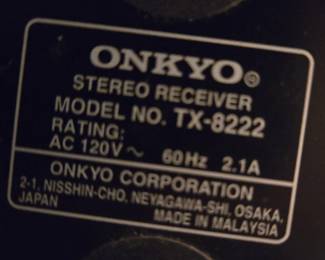 ONKYO®
STEREO RECEIVER
MODEL NO. TX-8222
RATING:
AC 120V ~ 60Hz 2.1A
ONKYO CORPORATION
2-1, NISSHIN-CHO, NEYAGAWA-SHI, OSAKA,
JAPAN MADE IN MALAYSIA